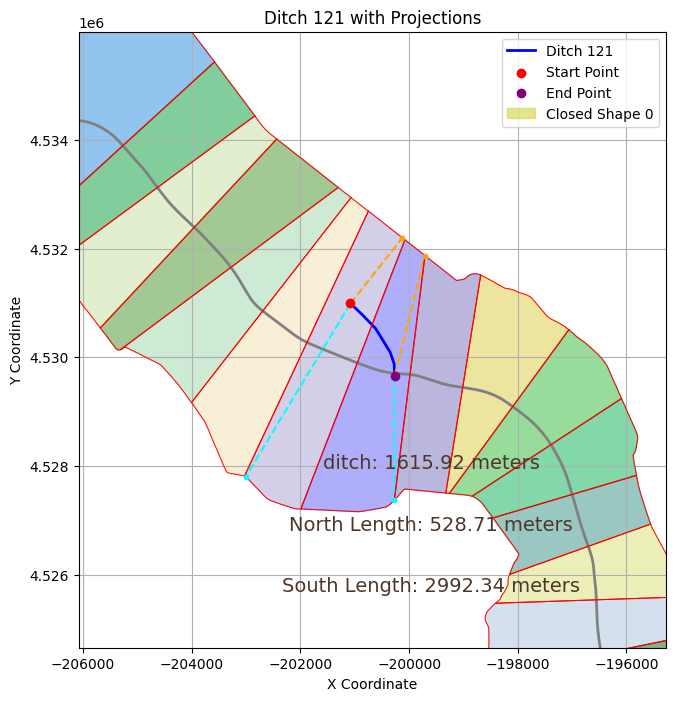 Ditch 121 with Projections
1e6
Ditch 121
Start Point
End Point
Closed Shape 0
4.534
4.532
4.530
4.528
4.526
Y Coordinate
ditch: 1615.92 meters
North Length: 528.71 meters
South Length: 2992.34 meters
−206000 −204000 −202000 −200000 −198000 −196000
X Coordinate